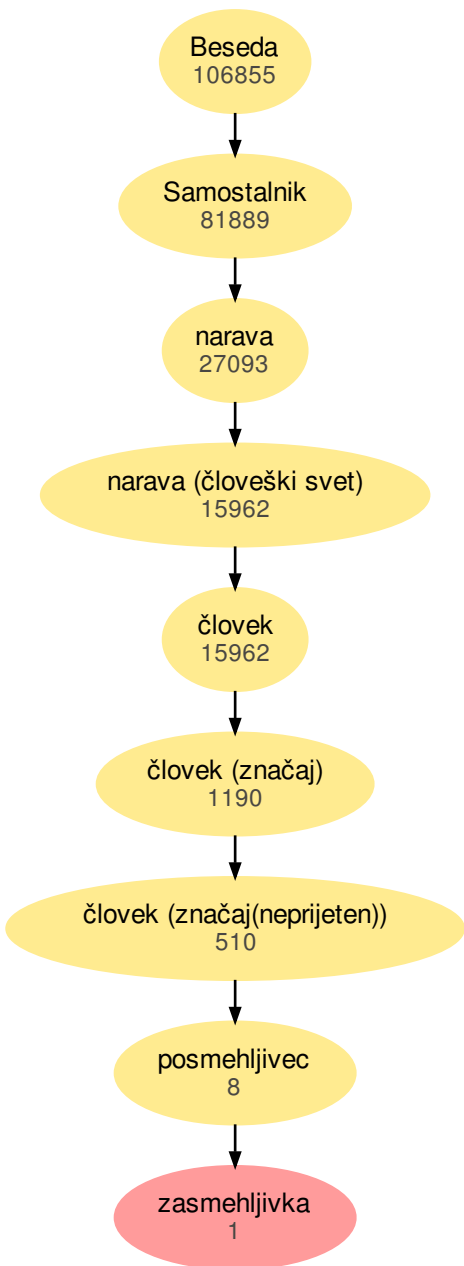 Beseda
106855
Samostalnik
81889
narava
27093
narava (človeški svet)
15962
človek
15962
človek (značaj)
1190
človek (značaj(neprijeten))
510
posmehljivec
8
zasmehljivka
1